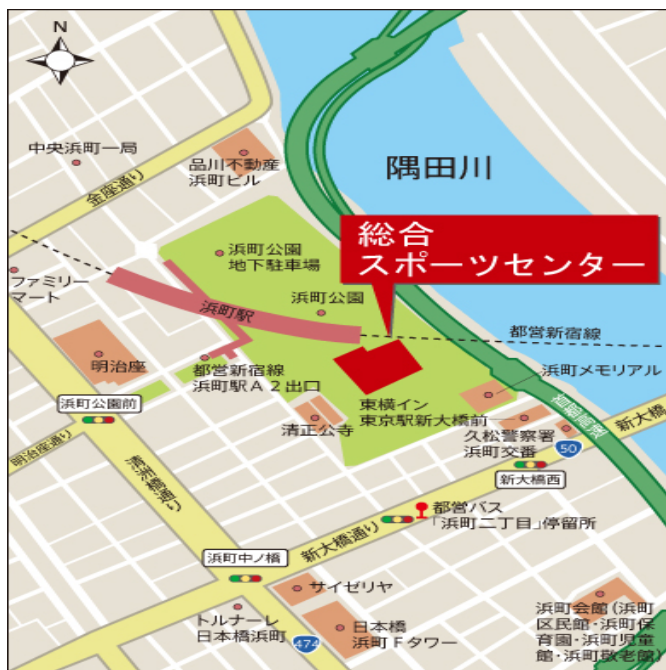 N
中央浜町一局
金座通り
品川不動産
浜町ビル
隅田川
総合
スポーツセンター
浜町公園
地下駐車場
ファミリー
マート
浜町駅
浜町公園
都営新宿線
明治座
都営新宿線
浜町駅A2出口
浜町メモリアル
浜町公園前
東横イン
東京駅新大橋前
清正公寺
久松警察署
浜町交番
新大橋
50
明治座通り
清洲橋通り
新大橋西
都営バス
「浜町二丁目」停留所
新大橋通り
浜町中ノ橋
サイゼリヤ
トルナーレ
日本橋浜町
474
日本橋
浜町Fタワー
浜町会館(浜町
区民館・浜町保
育園・浜町児童
館・浜町敬老館)